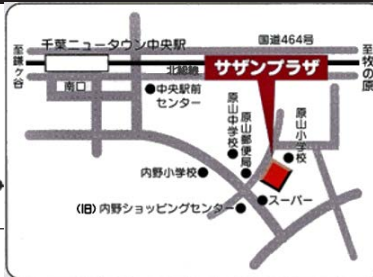 国道464号
千葉ニュータウン中央駅
至鎌ヶ谷
北総線
サザンプラザ
至牧の原
南口
中央駅前
センター
原山中学校
原山郵便局
原山小学校
内野小学校
(旧)内野ショッピングセンター
スーパー